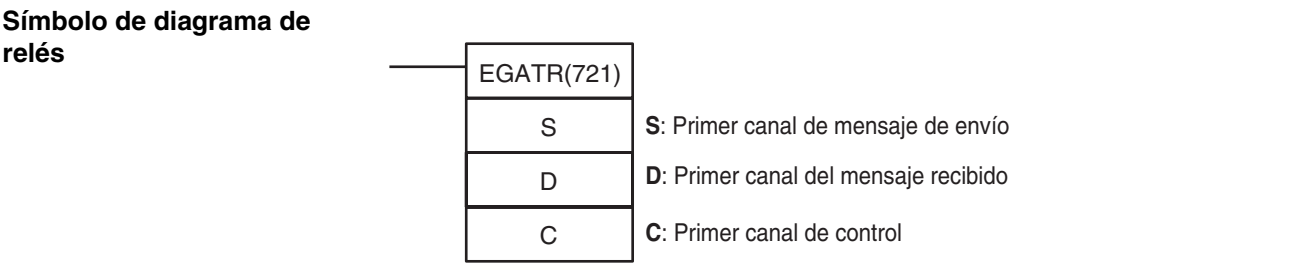 Símbolo de diagrama de
relés
EGATR(721)
S
S: Primer canal de mensaje de envío
D
D: Primer canal del mensaje recibido
C
C: Primer canal de control